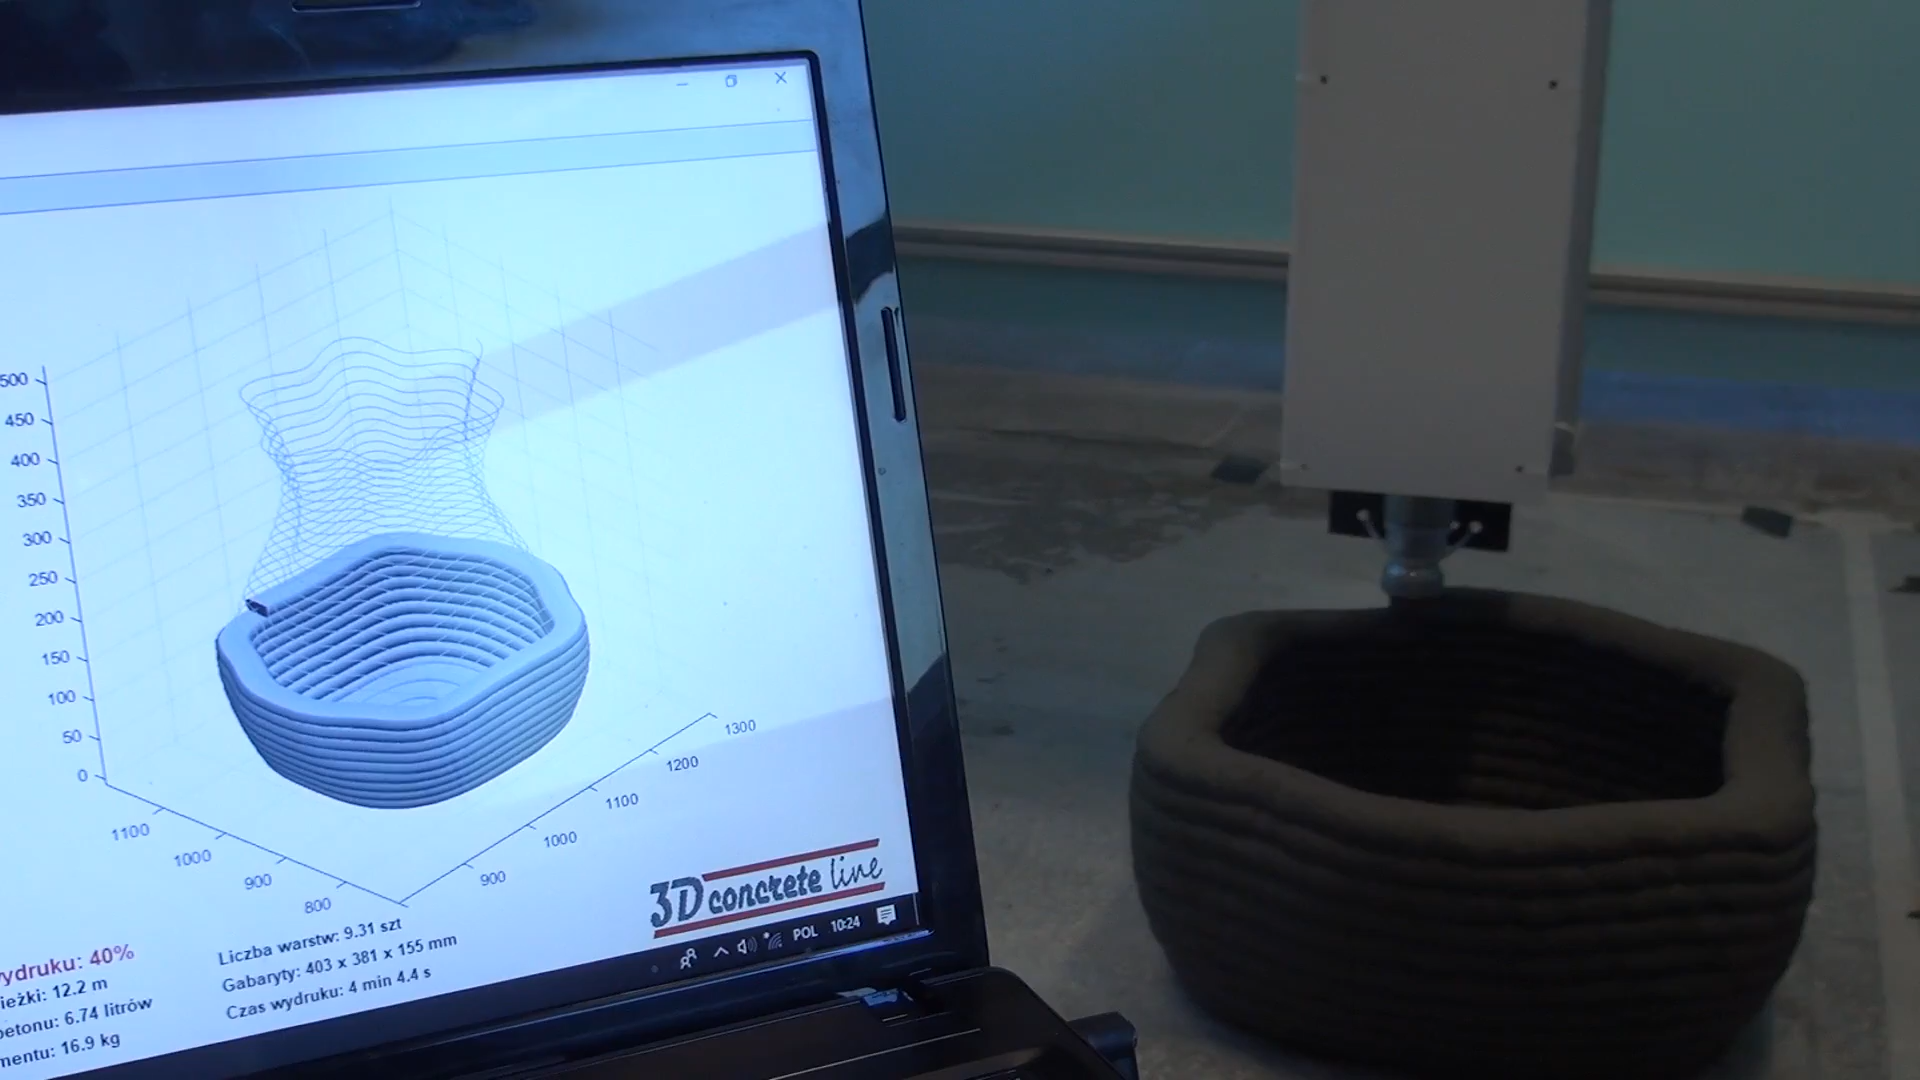 500
450
400
350
300
250
200
150
100
50
0
1100
1000
900
800
900
1000
1100
1200
1300
3D concrete line
ydruku: 40%
ieżki: 12.2 m
betonu: 6.74 litrów
mentu: 16.9 kg
Liczba warstw: 9.31 szt
Gabaryty: 403 x 381 x 155 mm
Czas wydruku: 4 min 4.4 s
POL 10:24